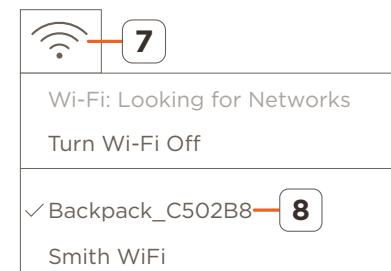 7
Wi-Fi: Looking for Networks
Turn Wi-Fi Off
Backpack_C502B8 8
Smith WiFi